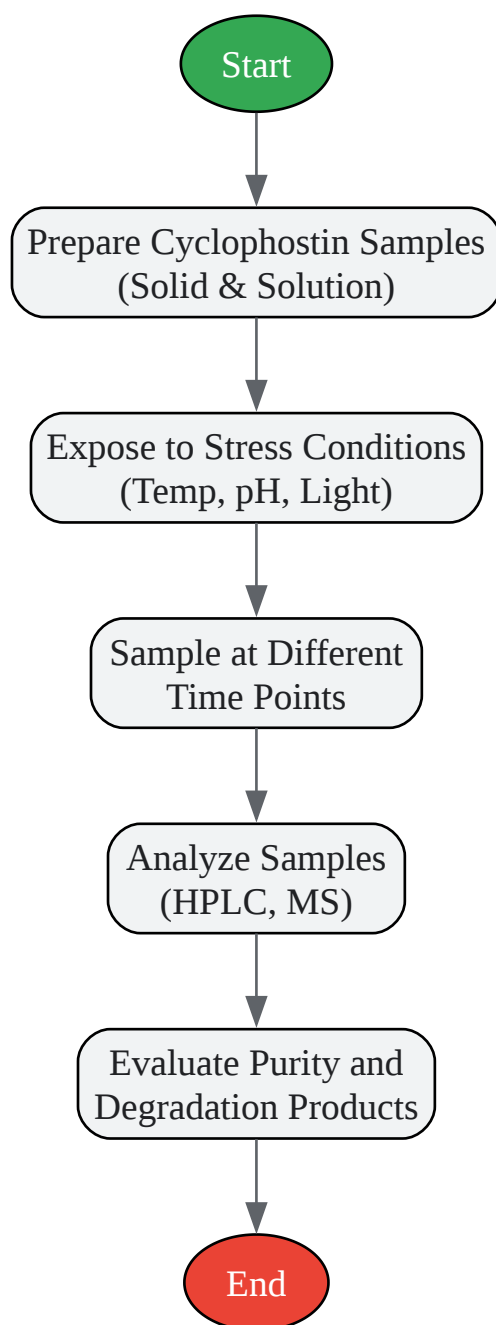 Start
Prepare Cyclophostin Samples
(Solid & Solution)
Expose to Stress Conditions
(Temp, pH, Light)
Sample at Different
Time Points
Analyze Samples
(HPLC, MS)
Evaluate Purity and
Degradation Products
End